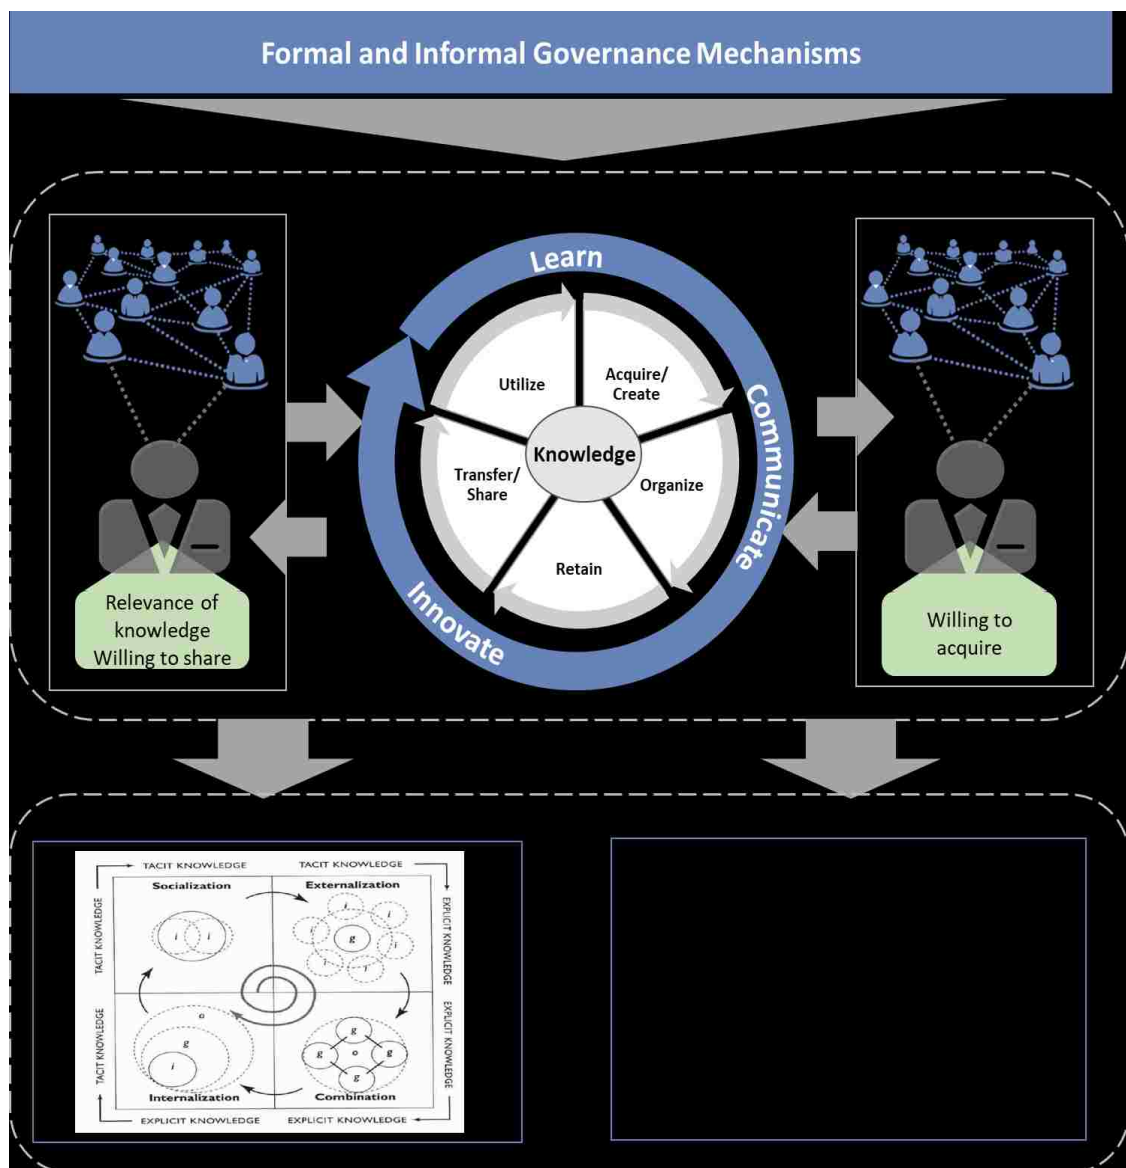 Formal and Informal Governance Mechanisms
Learn
Communicate
Innovate
Utilize
Acquire/
Create
Knowledge
Transfer/
Share
Organize
Retain
Relevance of
knowledge
Willing to share
Willing to
acquire
TACIT KNOWLEDGE
TACIT KNOWLEDGE
TACIT KNOWLEDGE
Socialization
Externalization
EXPLICIT KNOWLEDGE
i
i
i
i
i
i
i
i
g
TACIT KNOWLEDGE
o
g
i
g
g
o
g
g
EXPLICIT KNOWLEDGE
Internalization
Combination
EXPLICIT KNOWLEDGE
EXPLICIT KNOWLEDGE